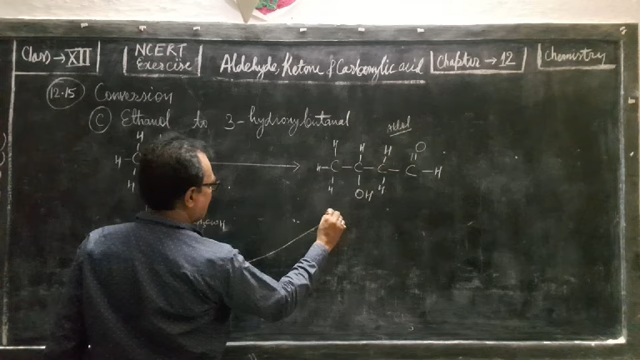 Class → XII
NCERT
Exercise
Aldehyde, Ketone & Carboxylic acid
Chapter → 12
Chemistry
12.15 Conversion
C Ethanol to 3-hydroxybutanal
aldol
H H H O
H-C-C-C-C-H
H OH H